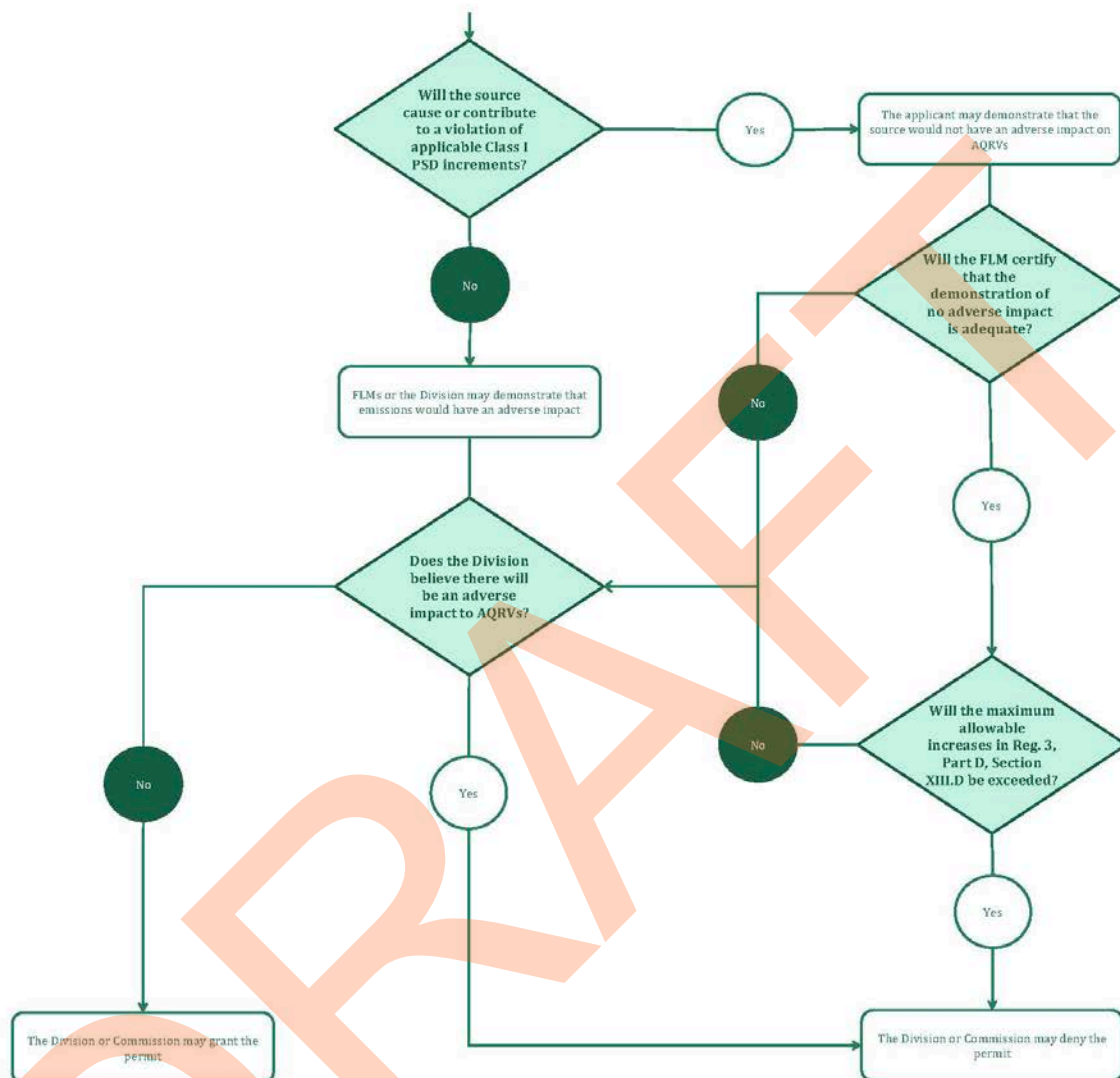 Will the source
cause or contribute
to a violation of
applicable Class I
PSD increments?
Yes
The applicant may demonstrate that the
source would not have an adverse impact on
AQRVs
No
Will the FLM certify
that the
demonstration of
no adverse impact
is adequate?
FLMs or the Division may demonstrate that
emissions would have an adverse impact
No
Yes
Does the Division
believe there will
be an adverse
impact to AQRVs?
Will the maximum
allowable
increases in Reg. 3,
Part D, Section
XIII.D be exceeded?
No
No
Yes
Yes
The Division or Commission may grant the
permit
The Division or Commission may deny the
permit
DRAFT